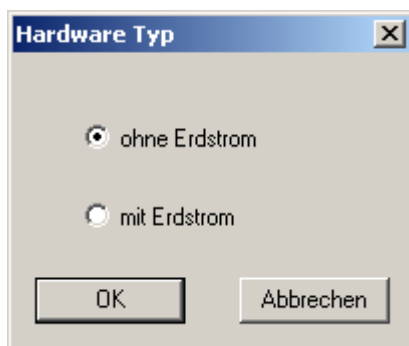 Hardware Typ
ohne Erdstrom
mit Erdstrom
OK
Abbrechen